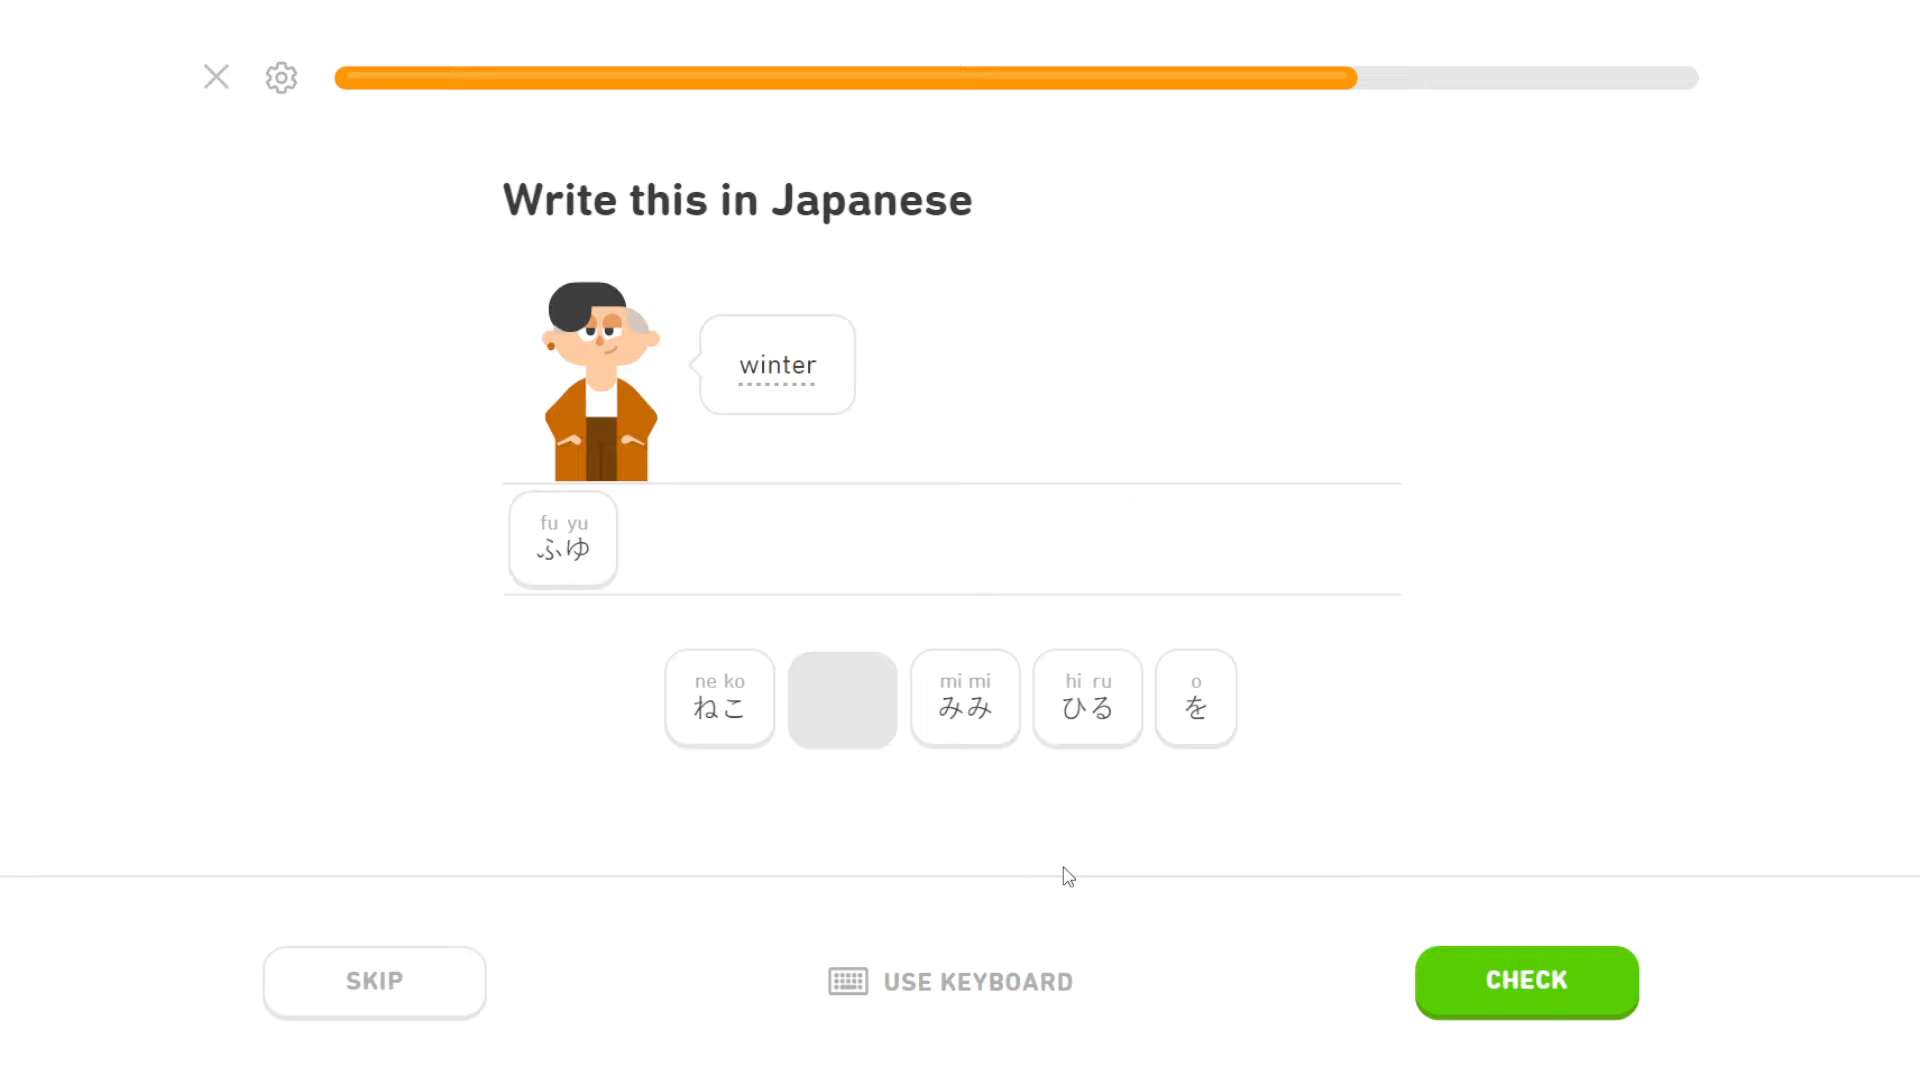 Write this in Japanese
winter
fu yu
ふゆ
ne ko
ねこ
mi mi
みみ
hi ru
ひる
o
を
SKIP
USE KEYBOARD
CHECK